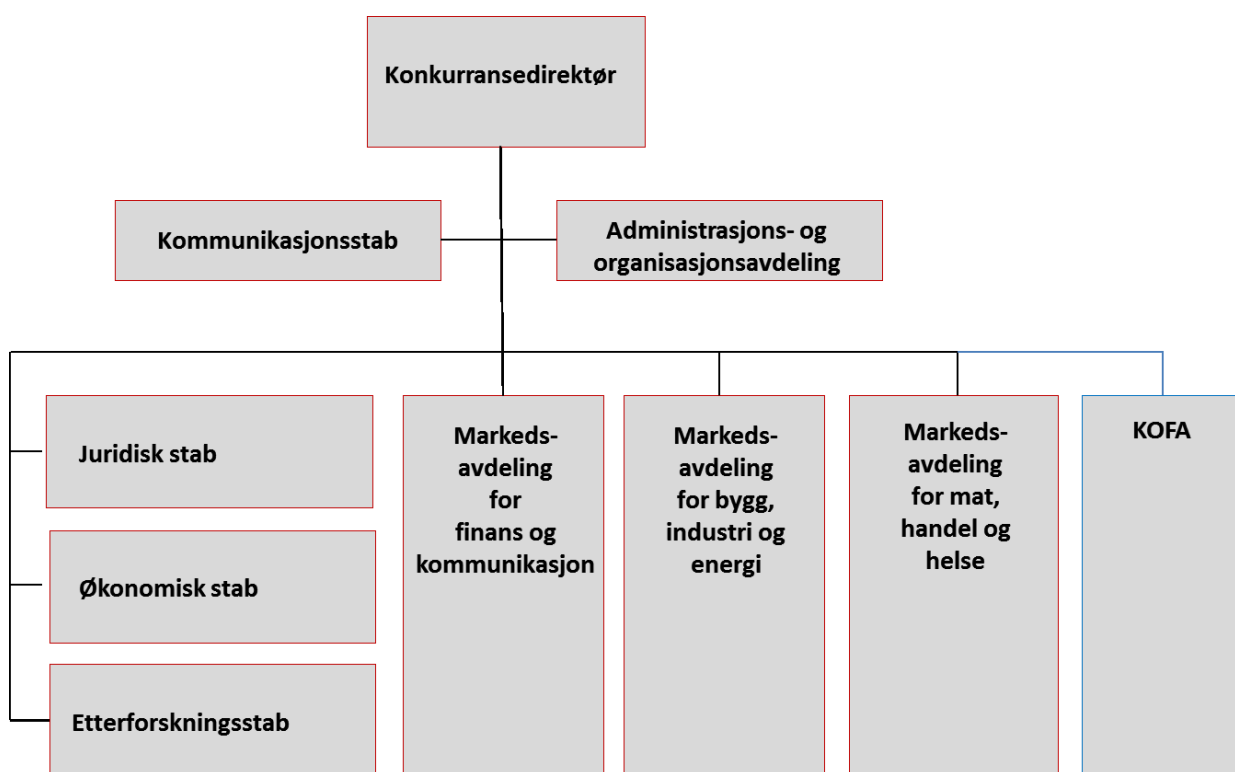 Konkurransedirektør
Kommunikasjonsstab
Administrasjons- og
organisasjonsavdeling
Juridisk stab
Økonomisk stab
Etterforskningsstab
Markeds-
avdeling
for
finans og
kommunikasjon
Markeds-
avdeling
for bygg,
industri og
energi
Markeds-
avdeling
for mat,
handel og
helse
KOFA